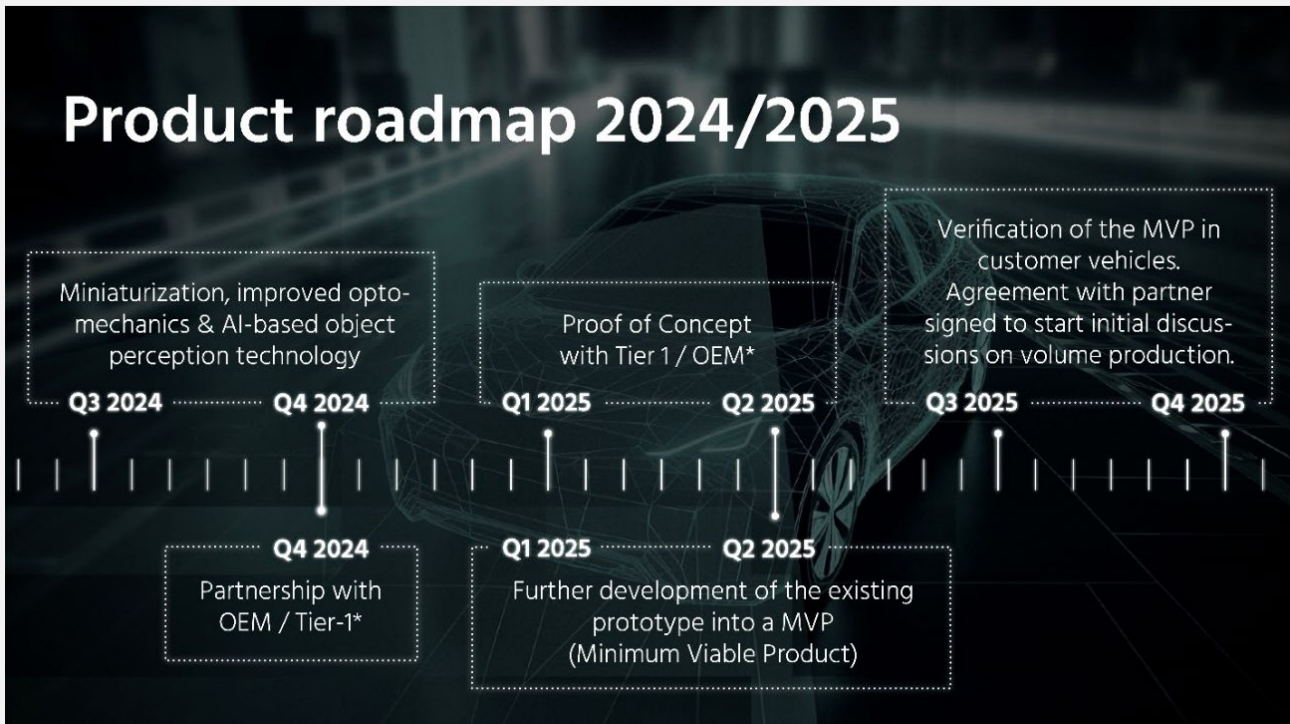 Product roadmap 2024/2025
Miniaturization, improved opto-
mechanics & AI-based object
perception technology
Q3 2024 Q4 2024
Proof of Concept
with Tier 1 / OEM*
Q1 2025 Q2 2025
Verification of the MVP in
customer vehicles.
Agreement with partner
signed to start initial discus-
sions on volume production.
Q3 2025 Q4 2025
Q4 2024
Partnership with
OEM / Tier-1*
Q1 2025 Q2 2025
Further development of the existing
prototype into a MVP
(Minimum Viable Product)